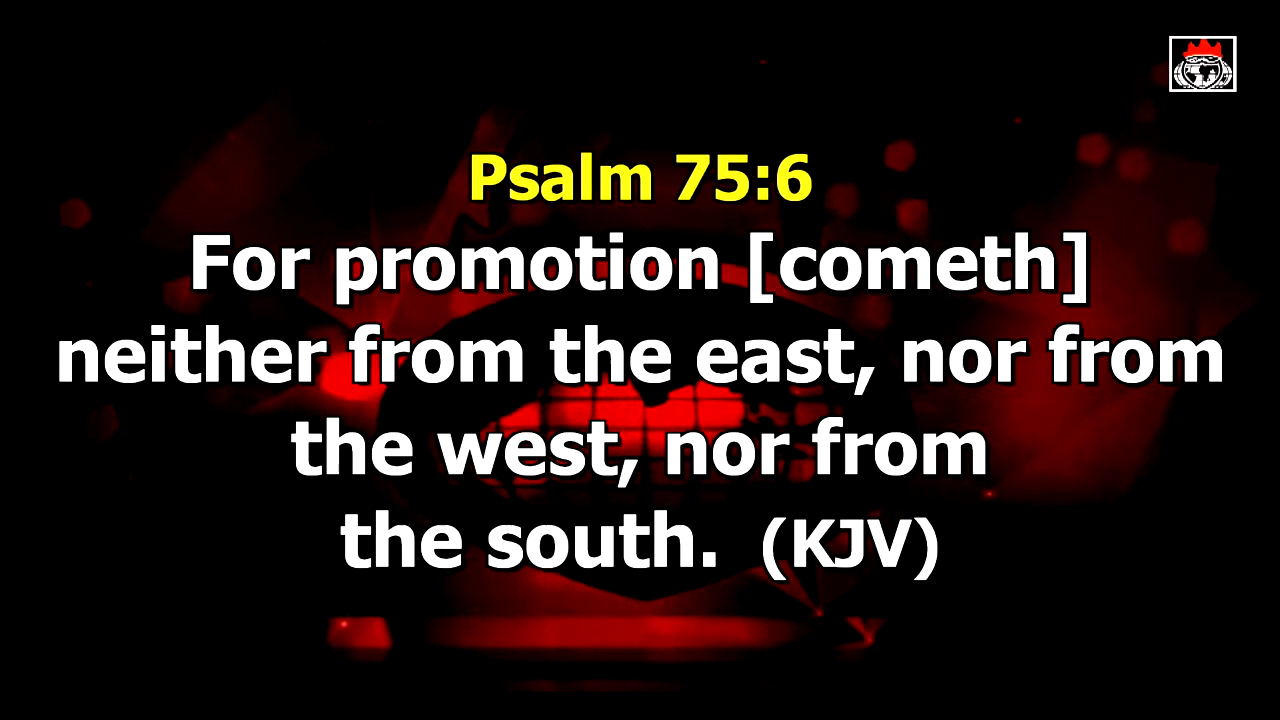 Psalm 75:6
For promotion [cometh]
neither from the east, nor from
the west, nor from
the south. (KJV)